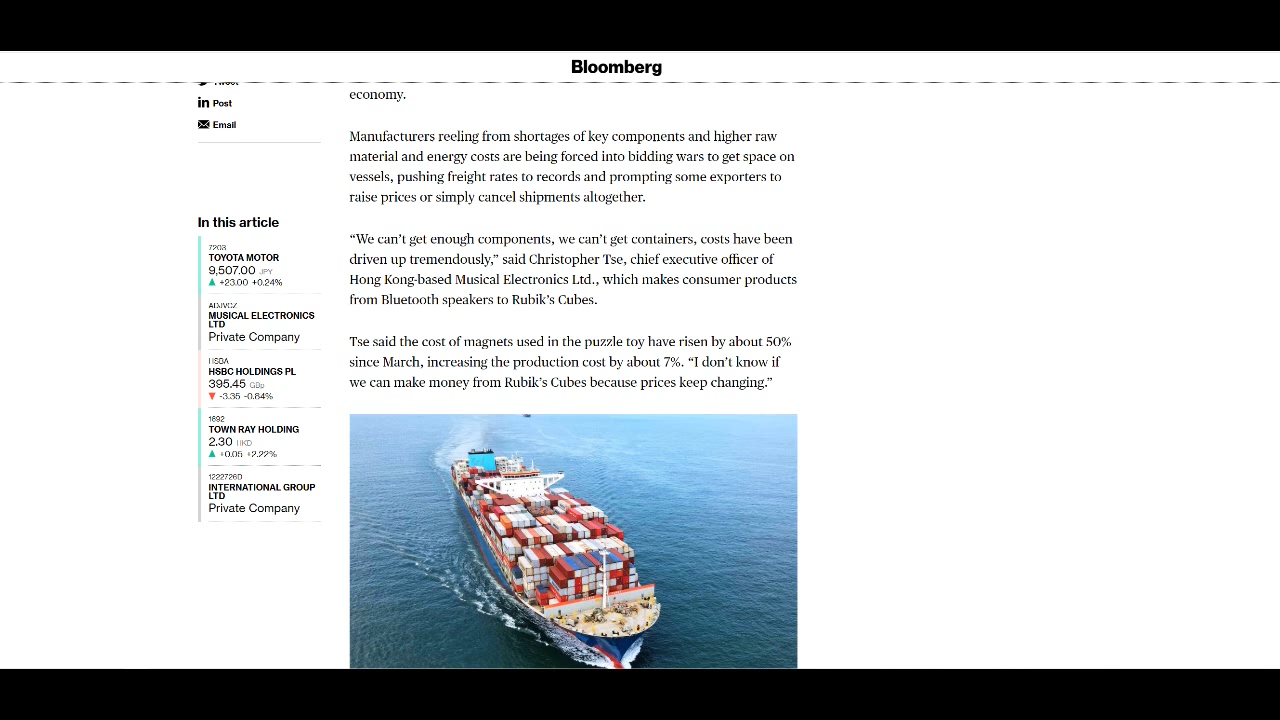 Bloomberg
Tweet
Post
Email
In this article
7203
TOYOTA MOTOR
9,507.00 JPY
+23.00 +0.24%
ADJVOZ
MUSICAL ELECTRONICS
LTD
Private Company
HSBA
HSBC HOLDINGS PL
395.45 GBp
-3.35 -0.84%
1692
TOWN RAY HOLDING
2.30 HKD
+0.05 +2.22%
1222726D
INTERNATIONAL GROUP
LTD
Private Company
economy.
Manufacturers reeling from shortages of key components and higher raw
material and energy costs are being forced into bidding wars to get space on
vessels, pushing freight rates to records and prompting some exporters to
raise prices or simply cancel shipments altogether.
“We can’t get enough components, we can’t get containers, costs have been
driven up tremendously,” said Christopher Tse, chief executive officer of
Hong Kong-based Musical Electronics Ltd., which makes consumer products
from Bluetooth speakers to Rubik’s Cubes.
Tse said the cost of magnets used in the puzzle toy have risen by about 50%
since March, increasing the production cost by about 7%. “I don’t know if
we can make money from Rubik’s Cubes because prices keep changing.”